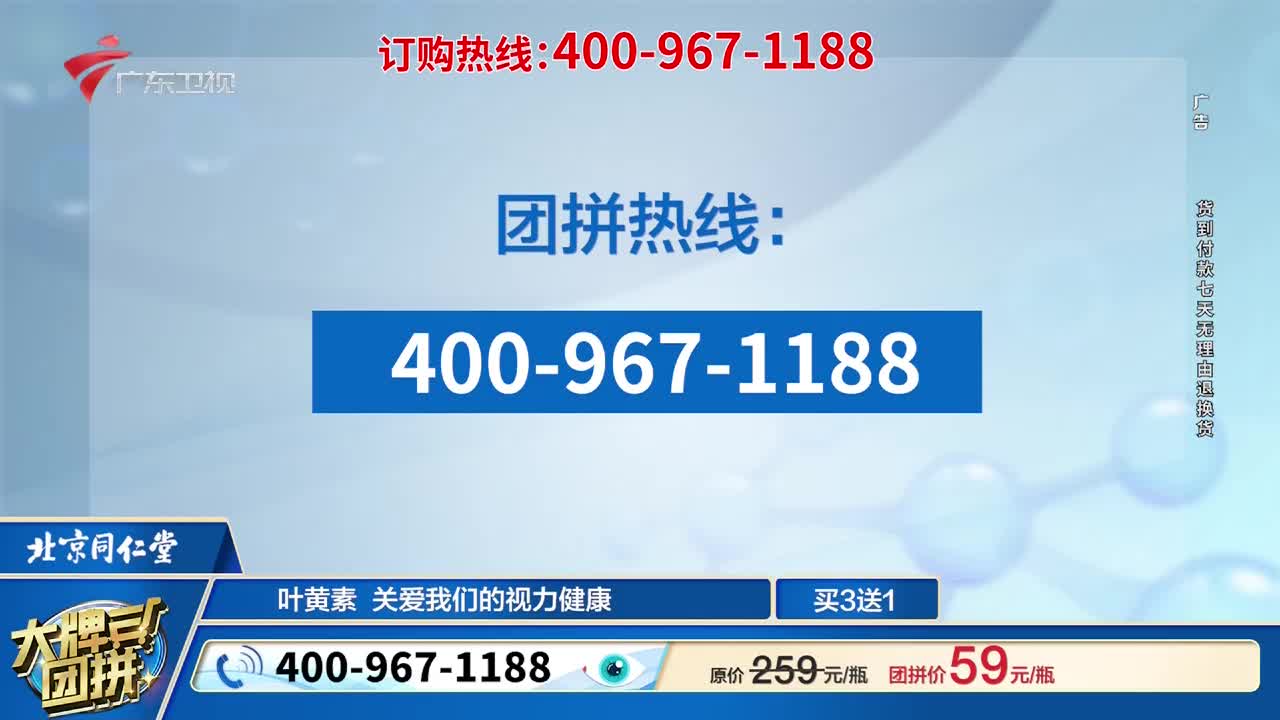 订购热线:400-967-1188
广东卫视
广告
货到付款七天无理由退换货
团拼热线:
400-967-1188
北京同仁堂
叶黄素 关爱我们的视力健康
买3送1
大牌云团拼
400-967-1188
原价259元/瓶
团拼价59元/瓶